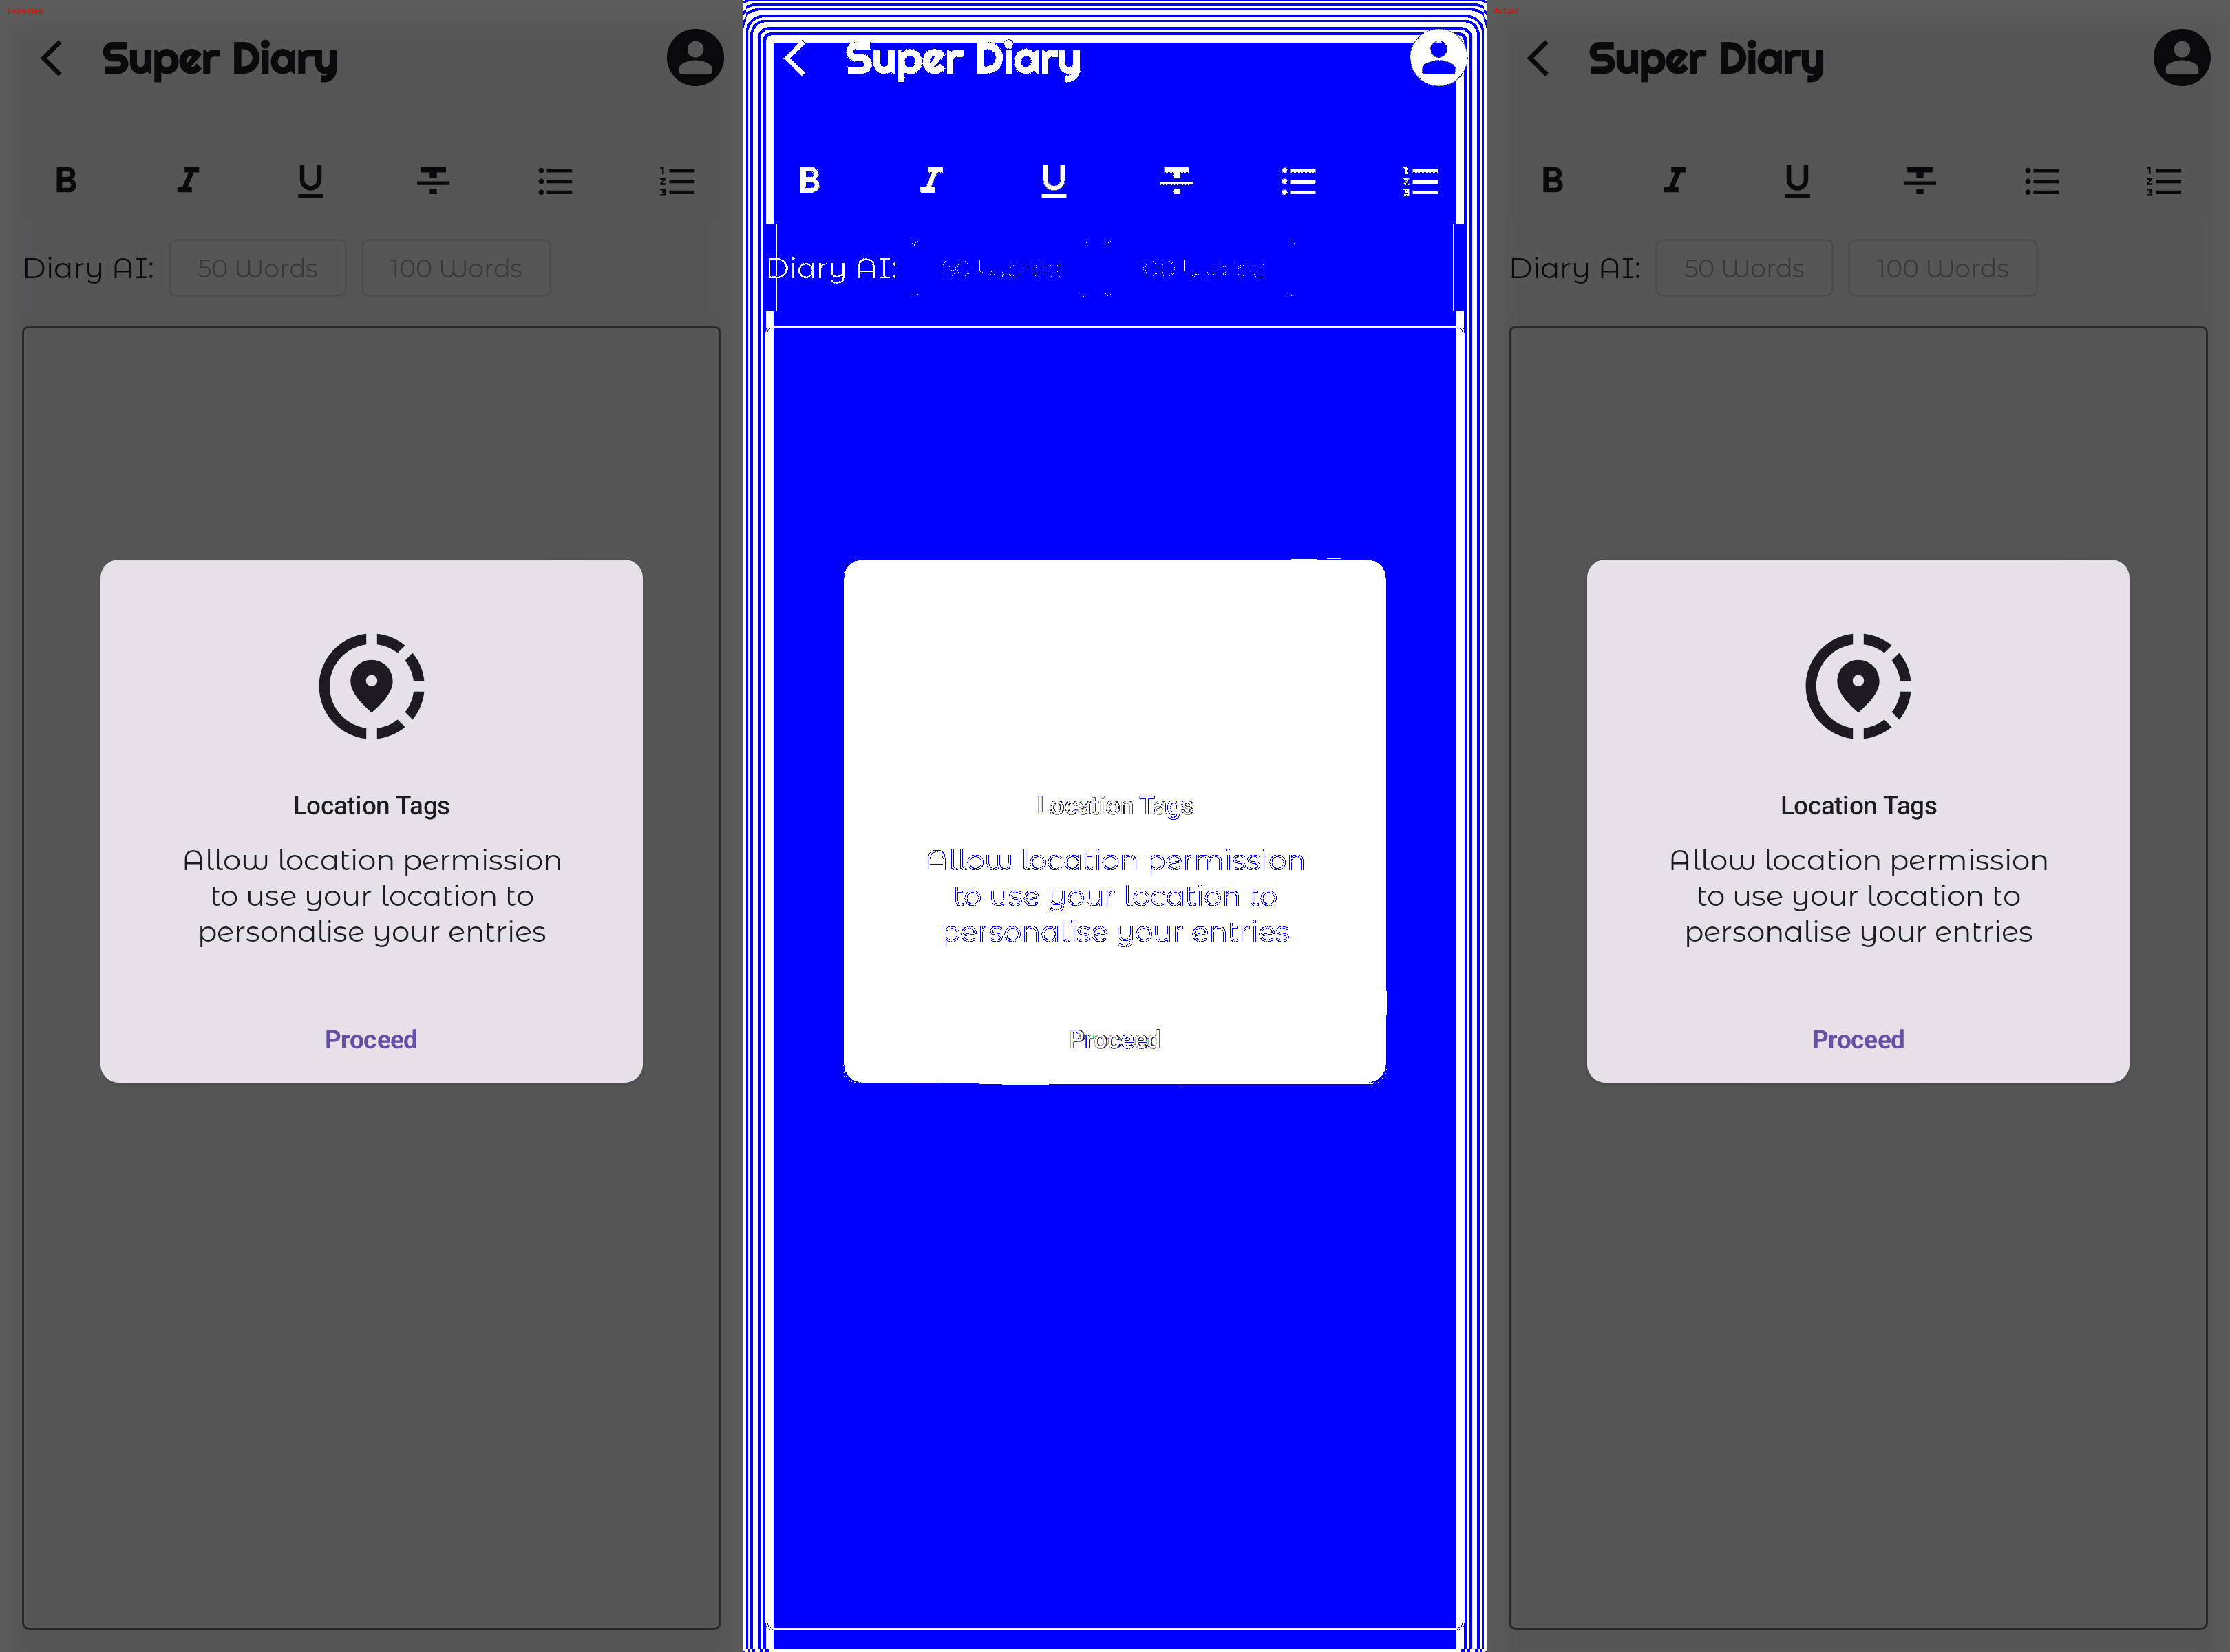 Expected
Super Diary
B I U T
Diary AI: 50 Words 100 Words
Location Tags
Allow location permission
to use your location to
personalise your entries
Proceed
Super Diary
B I U T
Diary AI: 50 Words 100 Words
Location Tags
Allow location permission
to use your location to
personalise your entries
Proceed
Actual
Super Diary
B I U T
Diary AI: 50 Words 100 Words
Location Tags
Allow location permission
to use your location to
personalise your entries
Proceed